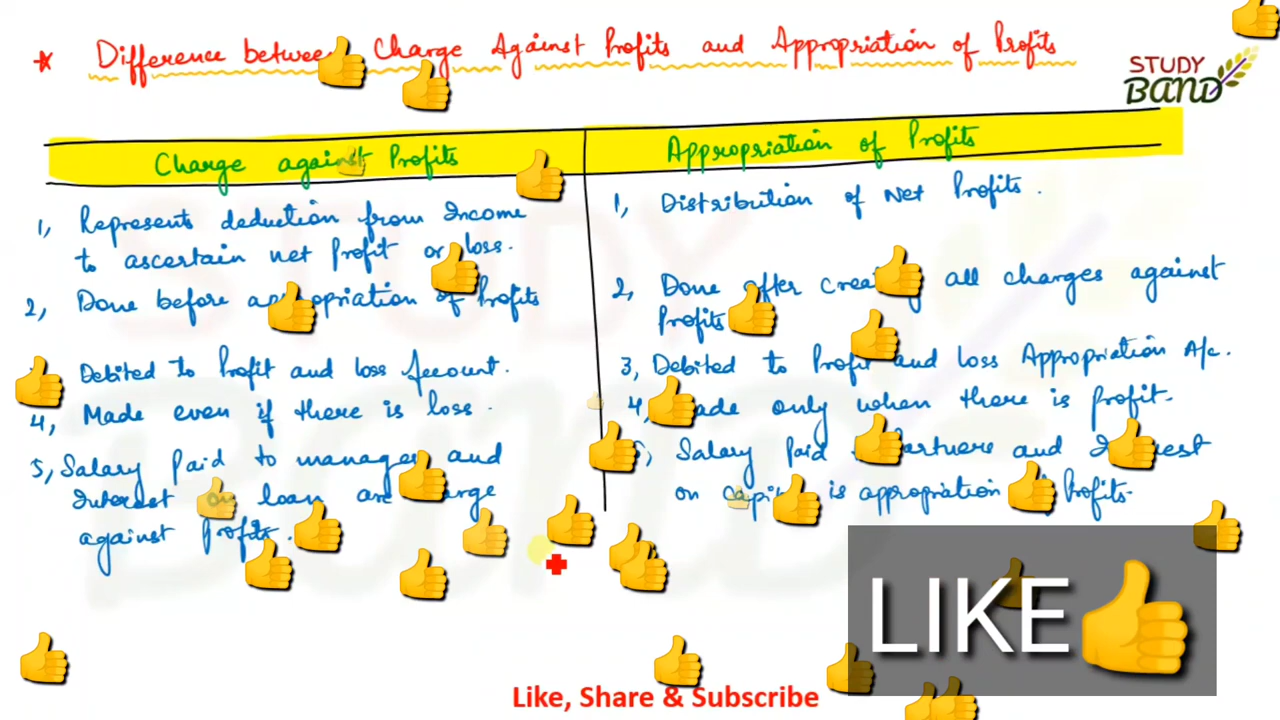 * Difference between Charge Against Profits and Appropriation of Profits
STUDY
BAND
Charge against Profits
Appropriation of Profits
1, Represents deduction from Income
to ascertain net Profit or loss.
2, Done before appropriation of Profits
Debited to Profit and loss Account.
4, Made even if there is loss.
5, Salary Paid to manager and
Interest on loan are charge
against Profits.
1, Distribution of Net Profits.
2, Done after creating all charges against
Profits
3, Debited to Profit and loss Appropriation A/c.
4, Made only when there is profit.
5, Salary Paid Partners and Interest
on capital is appropriation Profits.
LIKE
Like, Share & Subscribe